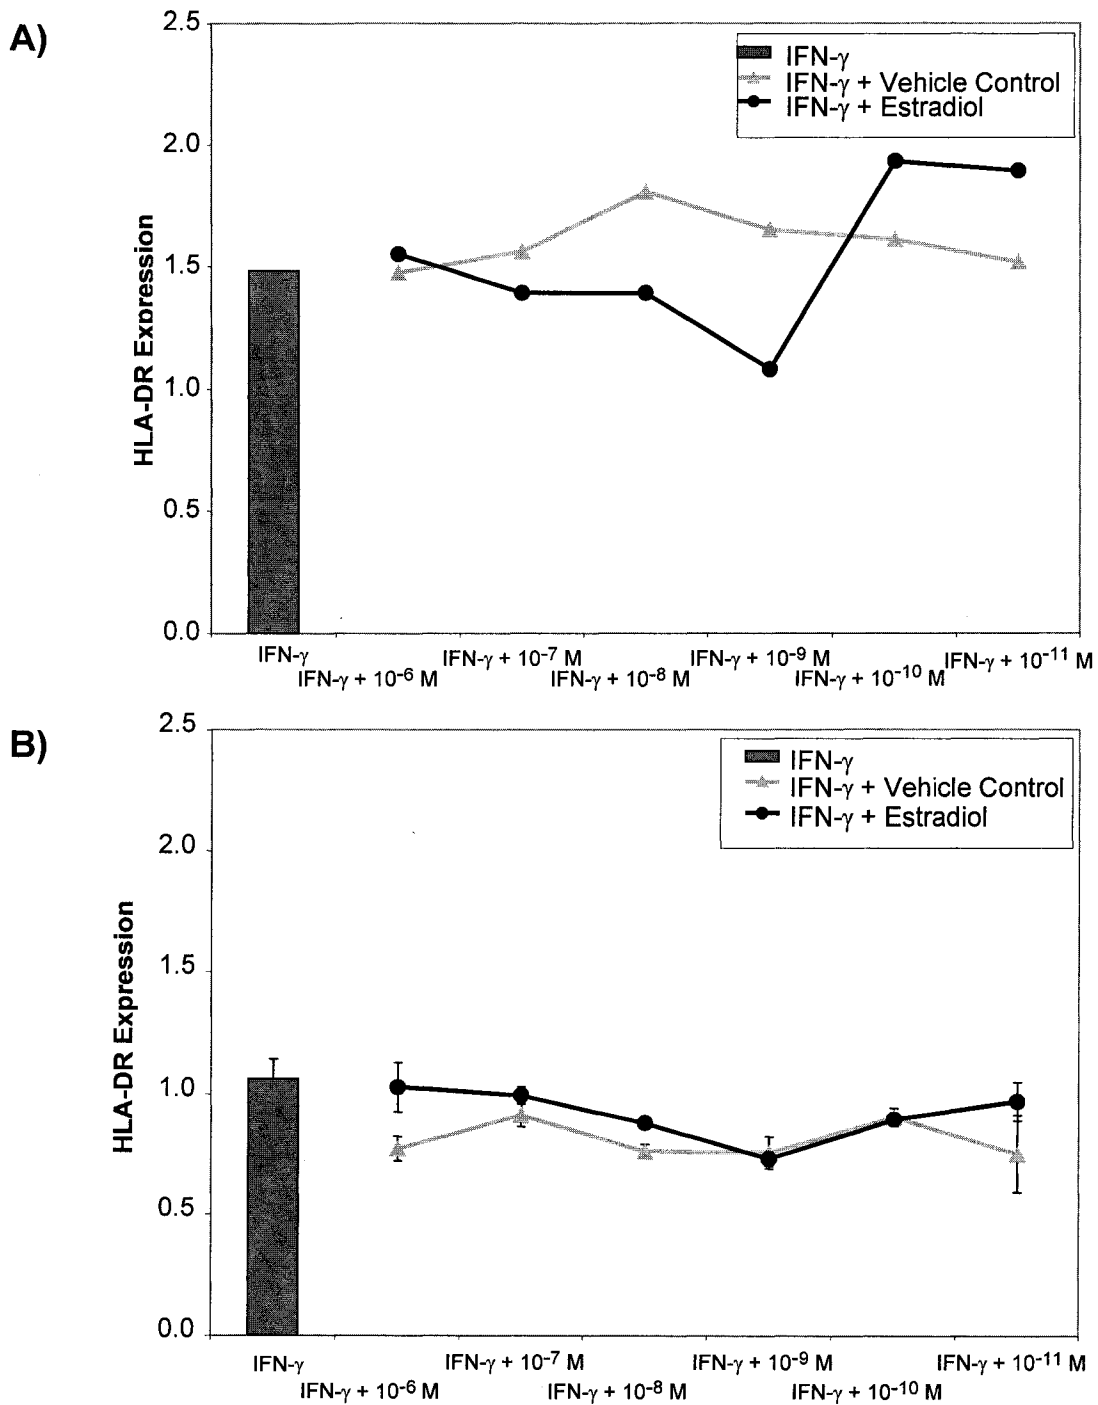 A)
2.5
2.0
1.5
1.0
0.5
0.0
HLA-DR Expression
IFN-γ
IFN-γ + Vehicle Control
IFN-γ + Estradiol
IFN-γ
IFN-γ + 10-6 M
IFN-γ + 10-7 M
IFN-γ + 10-8 M
IFN-γ + 10-9 M
IFN-γ + 10-10 M
IFN-γ + 10-11 M
B)
2.5
2.0
1.5
1.0
0.5
0.0
HLA-DR Expression
IFN-γ
IFN-γ + Vehicle Control
IFN-γ + Estradiol
IFN-γ
IFN-γ + 10-6 M
IFN-γ + 10-7 M
IFN-γ + 10-8 M
IFN-γ + 10-9 M
IFN-γ + 10-10 M
IFN-γ + 10-11 M